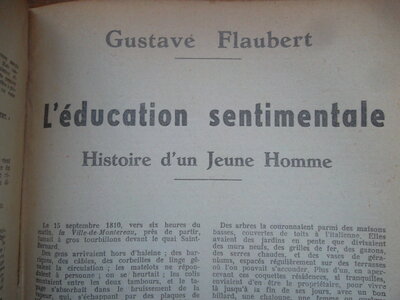 Gustave Flaubert
L'éducation sentimentale
Histoire d'un Jeune Homme
Le 15 septembre 1840, vers six heures du
matin, la Ville-de-Montereau, près de partir,
fumait à gros tourbillons devant le quai Saint-
Bernard.
Des gens arrivaient hors d'haleine ; des bar-
riques, des câbles, des corbeilles de linge gê-
naient la circulation ; les matelots ne répon-
daient à personne ; on se heurtait ; les colis
montaient entre les deux tambours, et le tapa-
ge s'absorbait dans le bruissement de la
vapeur, qui, s'échappant par des plaques de
Des arbres la couronnaient parmi des maisons
basses, couvertes de toits à l'italienne. Elles
avaient des jardins en pente que divisaient
des murs neufs, des grilles de fer, des gazons,
des serres chaudes, et des vases de géra-
niums, espacés régulièrement sur des terrasses
où l'on pouvait s'accouder. Plus d'un, en aper-
cevant ces coquettes résidences, si tranquilles,
enviait d'en être le propriétaire, pour vivre
là jusqu'à la fin de ses jours, avec un bon
billard, une chaloupe, une femme